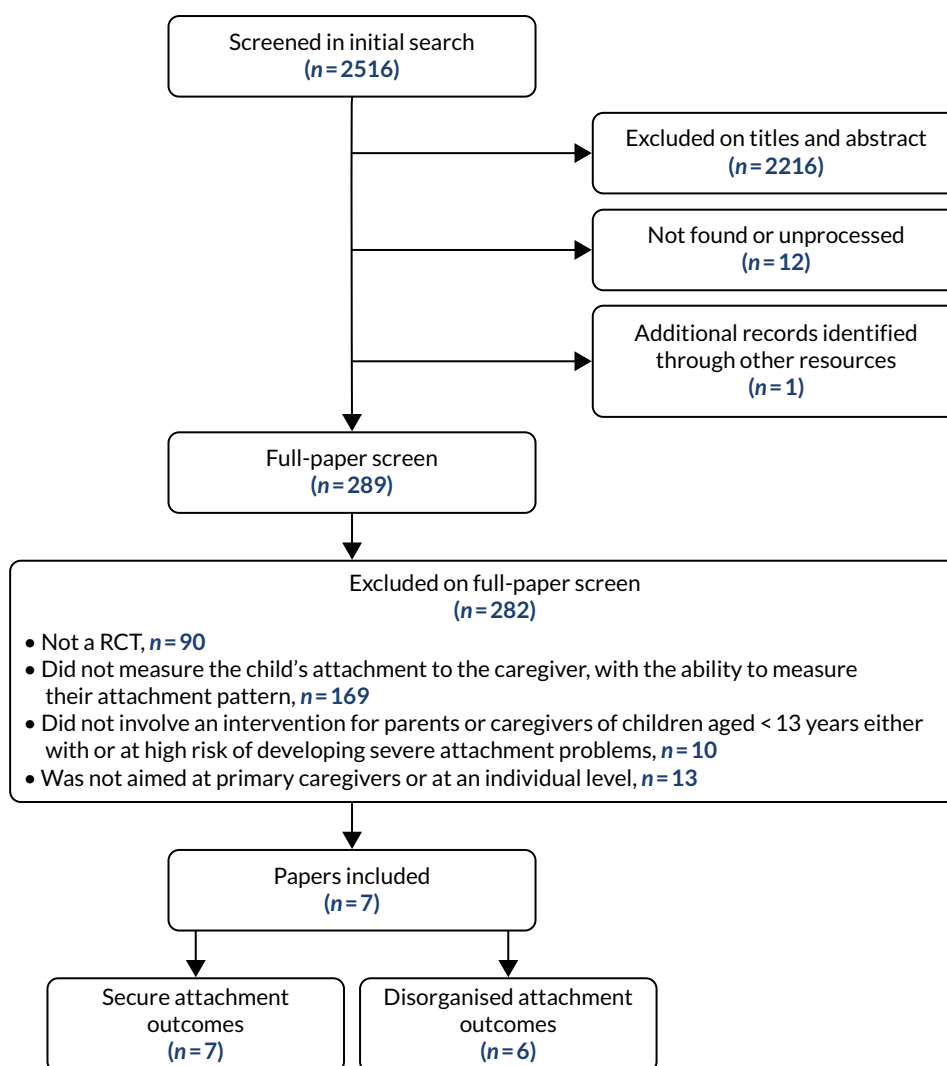 Screened in initial search
(n=2516)
Excluded on titles and abstract
(n=2216)
Not found or unprocessed
(n=12)
Additional records identified
through other resources
(n=1)
Full-paper screen
(n=289)
Excluded on full-paper screen
(n=282)
• Not a RCT, n=90
• Did not measure the child’s attachment to the caregiver, with the ability to measure
their attachment pattern, n=169
• Did not involve an intervention for parents or caregivers of children aged < 13 years either
with or at high risk of developing severe attachment problems, n=10
• Was not aimed at primary caregivers or at an individual level, n=13
Papers included
(n=7)
Secure attachment
outcomes
(n=7)
Disorganised attachment
outcomes
(n=6)